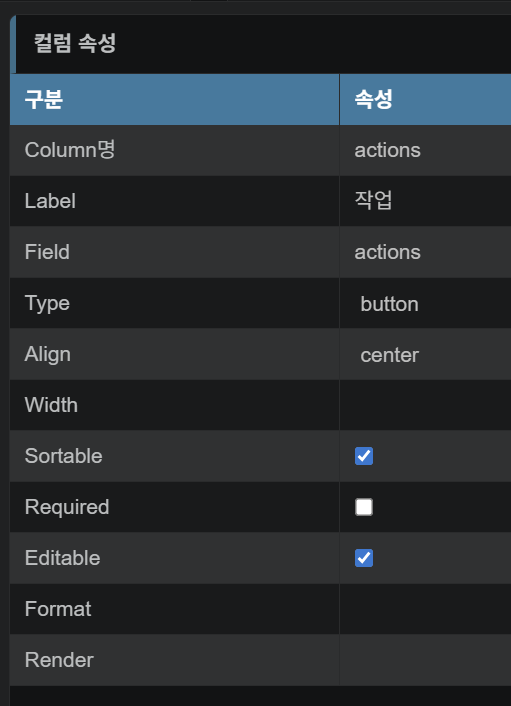 컬럼 속성
구분 속성
Column명 actions
Label 작업
Field actions
Type button
Align center
Width
Sortable
Required
Editable
Format
Render